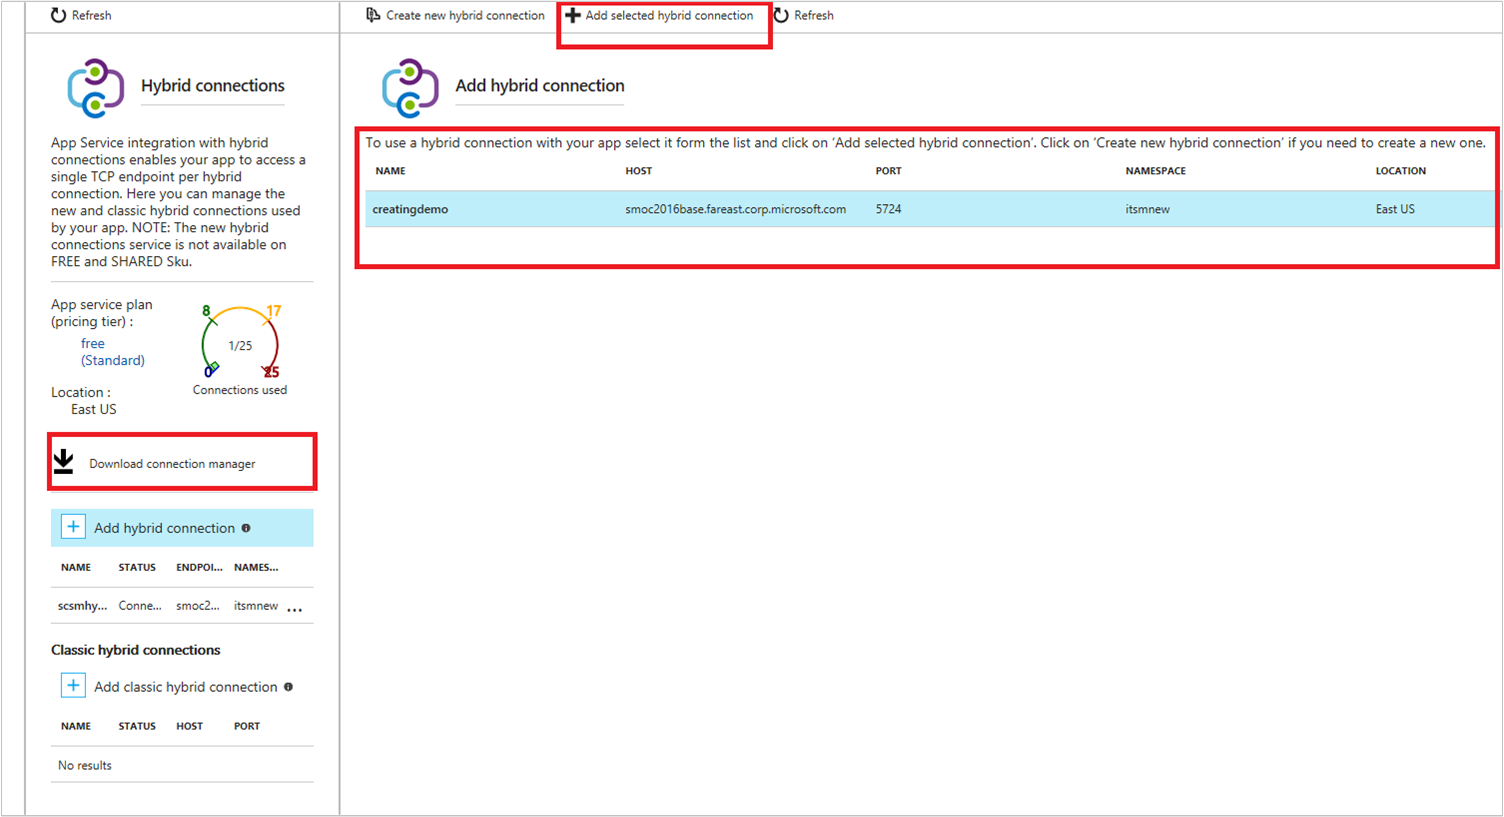 Refresh
Hybrid connections
App Service integration with hybrid
connections enables your app to access a
single TCP endpoint per hybrid
connection. Here you can manage the
new and classic hybrid connections used
by your app. NOTE: The new hybrid
connections service is not available on
FREE and SHARED Sku.
App service plan
(pricing tier) :
free
(Standard)
Location :
East US
8 17
1/25
0 25
Connections used
Download connection manager
Add hybrid connection
NAME STATUS ENDPOI... NAMES...
scsmhy... Conne... smoc2... itsmnew ...
Classic hybrid connections
Add classic hybrid connection
NAME STATUS HOST PORT
No results
Create new hybrid connection Add selected hybrid connection Refresh
Add hybrid connection
To use a hybrid connection with your app select it form the list and click on 'Add selected hybrid connection'. Click on 'Create new hybrid connection' if you need to create a new one.
NAME HOST PORT NAMESPACE LOCATION
creatingdemo smoc2016base.fareast.corp.microsoft.com 5724 itsmnew East US